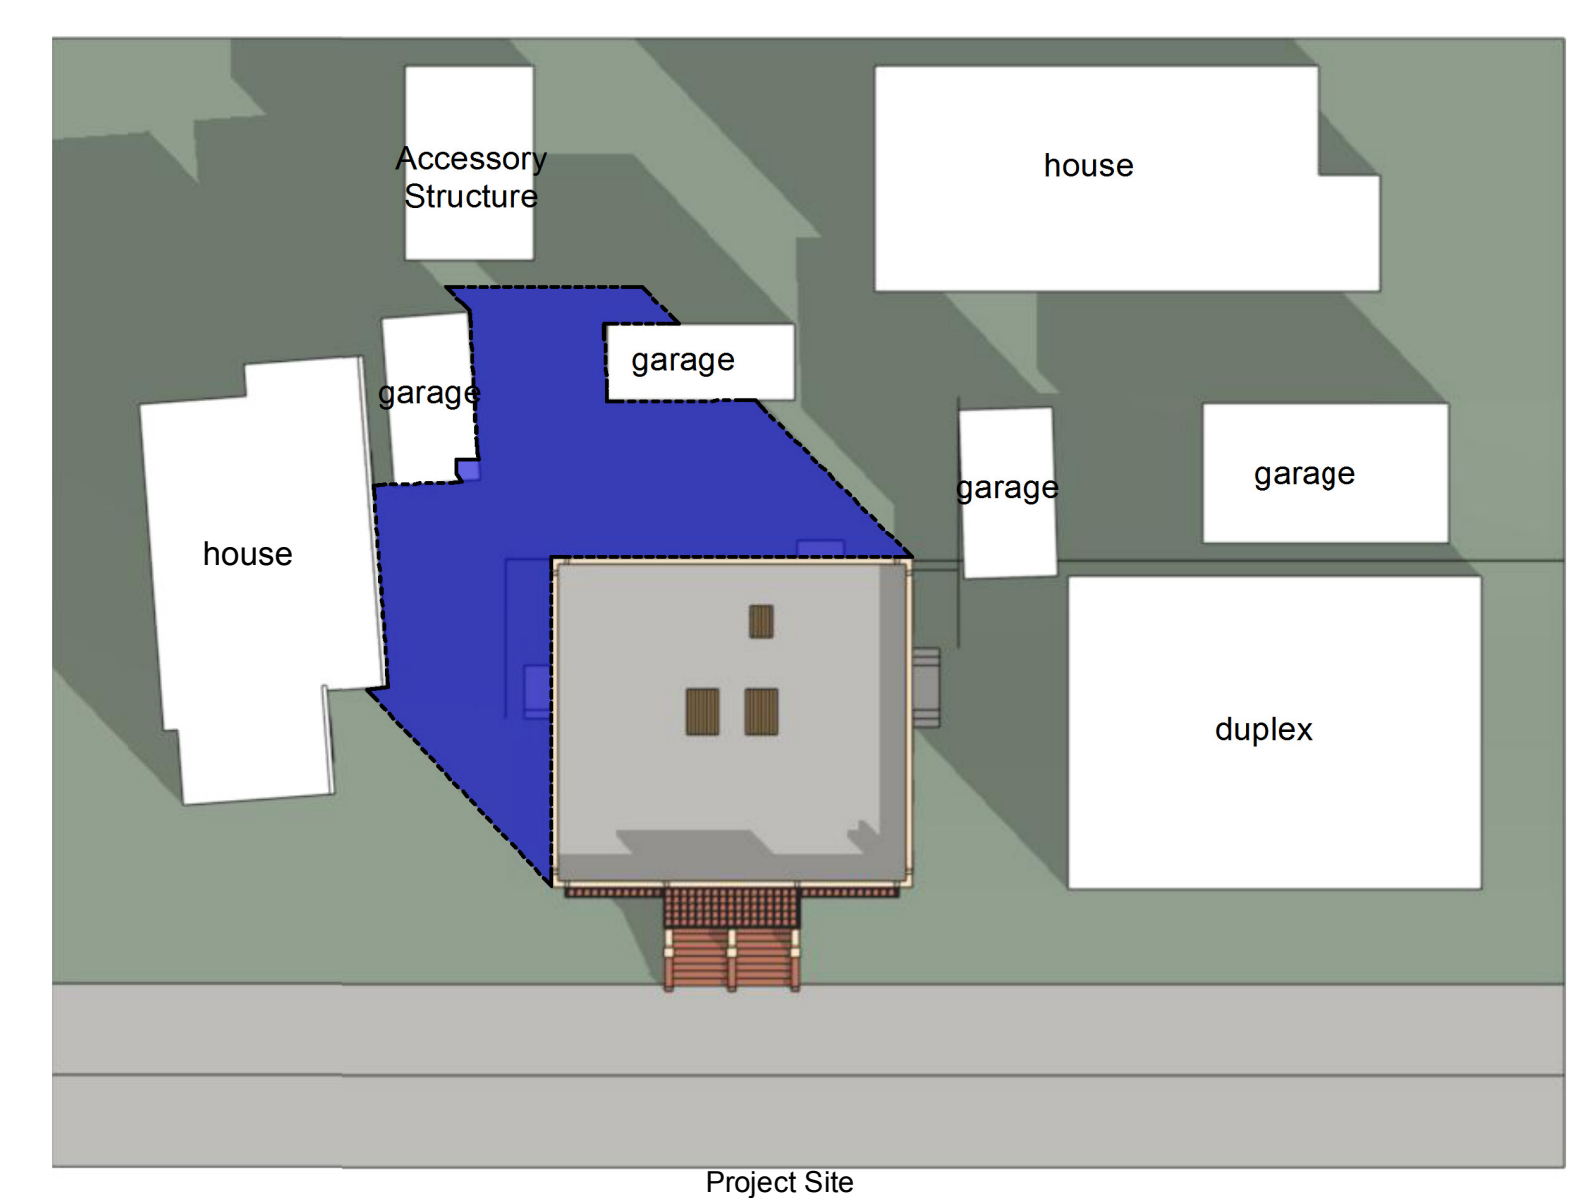 Accessory
Structure
house
garage
garage
garage
garage
house
duplex
Project Site